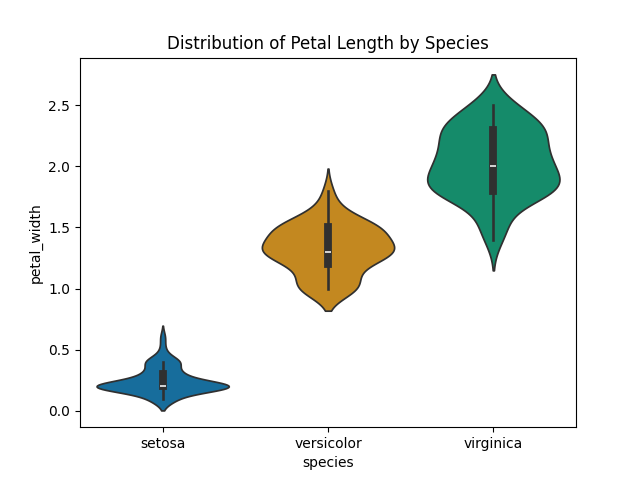 Distribution of Petal Length by Species
petal_width
2.5
2.0
1.5
1.0
0.5
0.0
setosa versicolor virginica
species